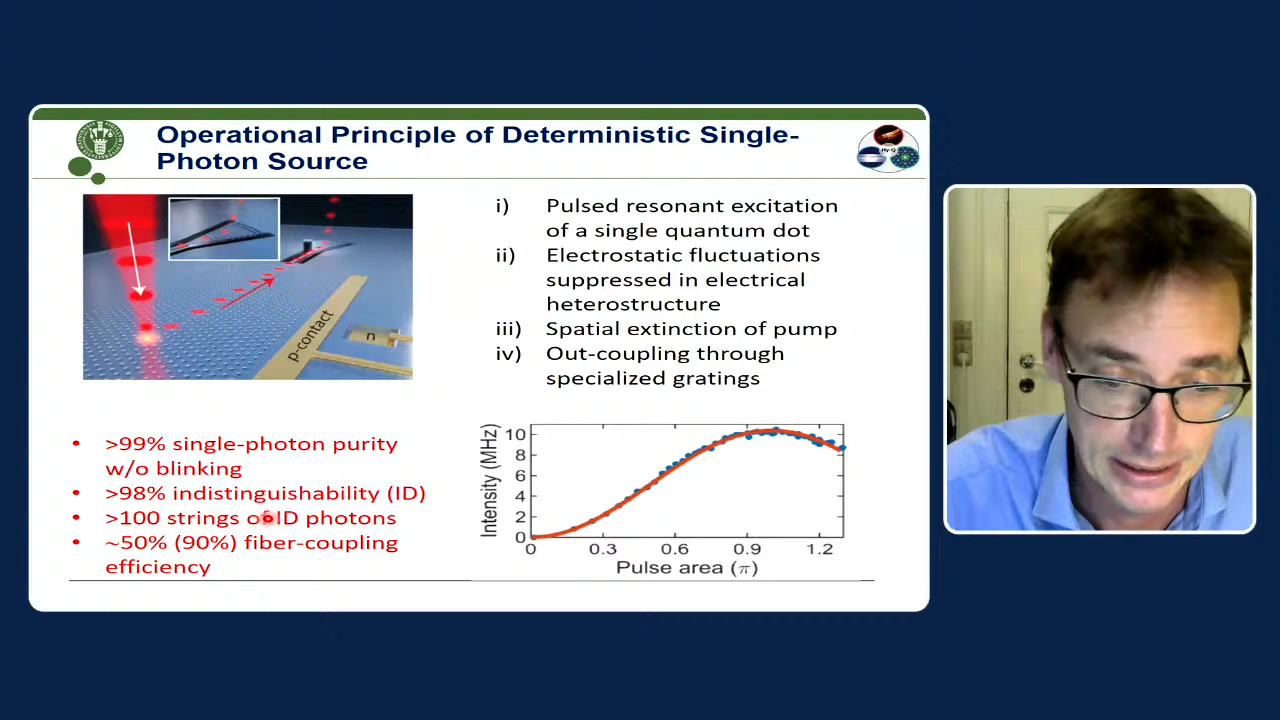 Operational Principle of Deterministic Single-
Photon Source
Hy-Q
p-contact
n
i) Pulsed resonant excitation
of a single quantum dot
ii) Electrostatic fluctuations
suppressed in electrical
heterostructure
iii) Spatial extinction of pump
iv) Out-coupling through
specialized gratings
• >99% single-photon purity
w/o blinking
• >98% indistinguishability (ID)
• >100 strings of ID photons
• ~50% (90%) fiber-coupling
efficiency
Intensity (MHz)
10
8
6
4
2
0
0 0.3 0.6 0.9 1.2
Pulse area (π)